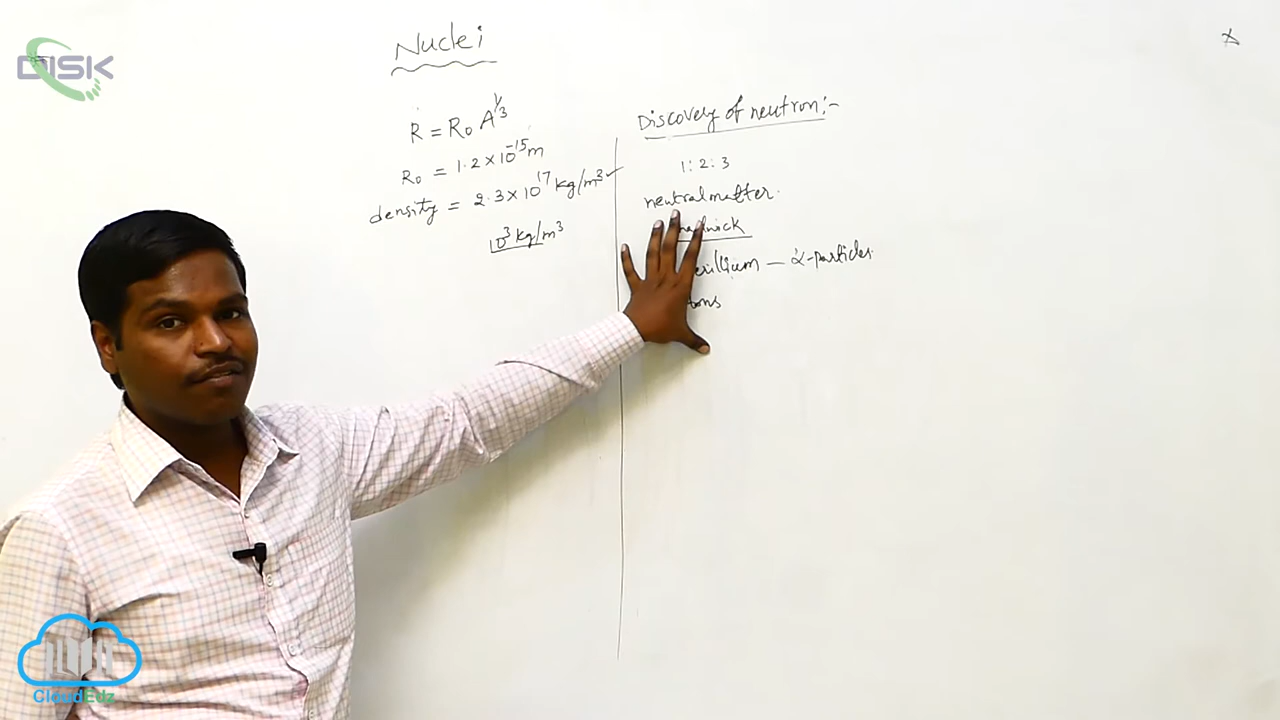 DISK
Nuclei
R = R₀ A^1/3
R₀ = 1.2 × 10⁻¹⁵ m
density = 2.3 × 10¹⁷ kg/m³ ✓
10³ kg/m³
Discovery of neutron:-
1:2:3
neutral matter.
— α-particles.
CloudEdz